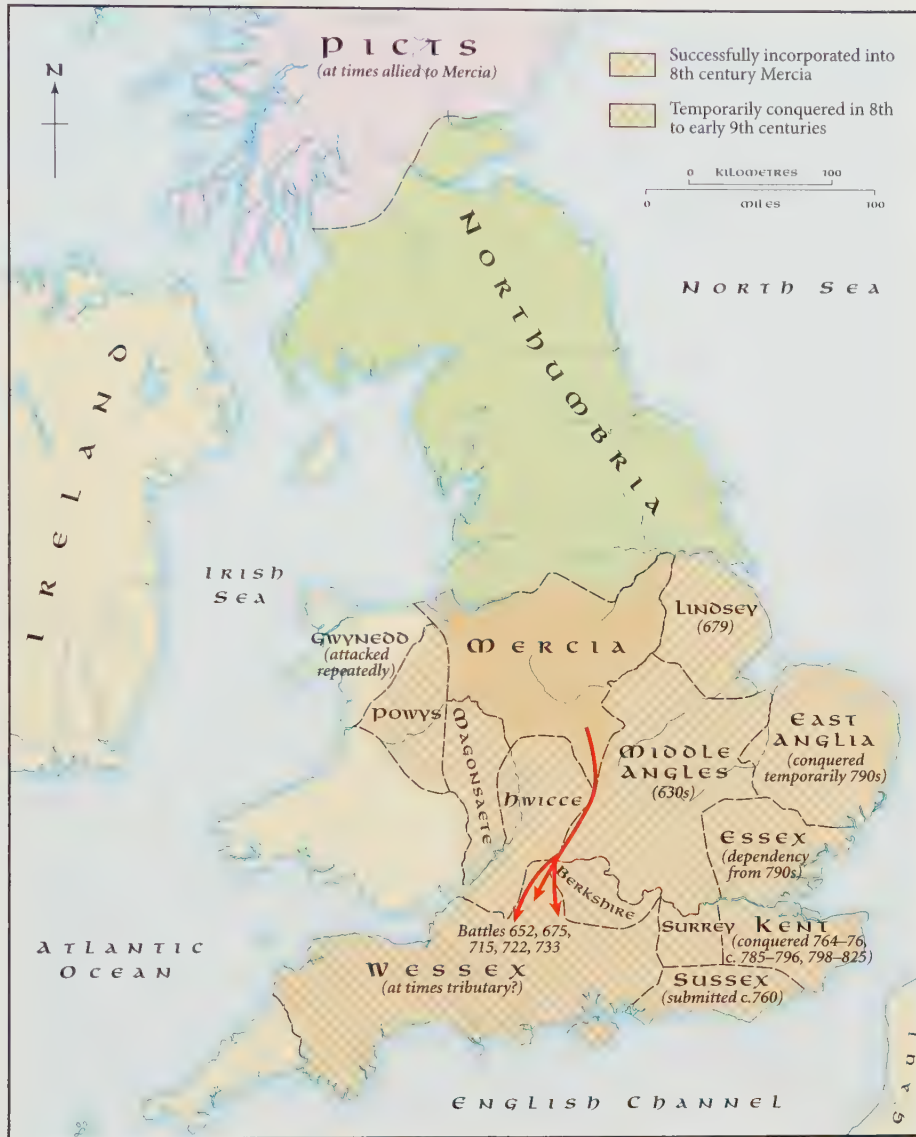 PICTS
(at times allied to Mercia)
N
Successfully incorporated into
8th century Mercia
Temporarily conquered in 8th
to early 9th centuries
0 KILOMETRES 100
0 MILES 100
NORTHUMBRIA
NORTH SEA
IRELAND
IRISH
SEA
LINDSEY
(679)
GWYNEDD
(attacked
repeatedly)
MERCIA
POWYS
MAGONSAETE
HWICCE
MIDDLE
ANGLES
(630s)
EAST
ANGLIA
(conquered
temporarily 790s)
ESSEX
(dependency
from 790s)
BERKSHIRE
Battles 652, 675,
715, 722, 733
SURREY
KENT
(conquered 764–76,
c. 785–796, 798–825)
WESSEX
(at times tributary?)
SUSSEX
(submitted c.760)
ATLANTIC
OCEAN
ENGLISH CHANNEL